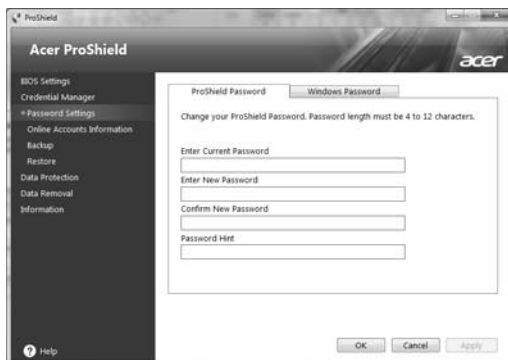 ProShield
Acer ProShield
acer
BIOS Settings
Credential Manager
Password Settings
Online Accounts Information
Backup
Restore
Data Protection
Data Removal
Information
Help
ProShield Password
Windows Password
Change your ProShield Password. Password length must be 4 to 12 characters.
Enter Current Password
Enter New Password
Confirm New Password
Password Hint
OK
Cancel
Apply